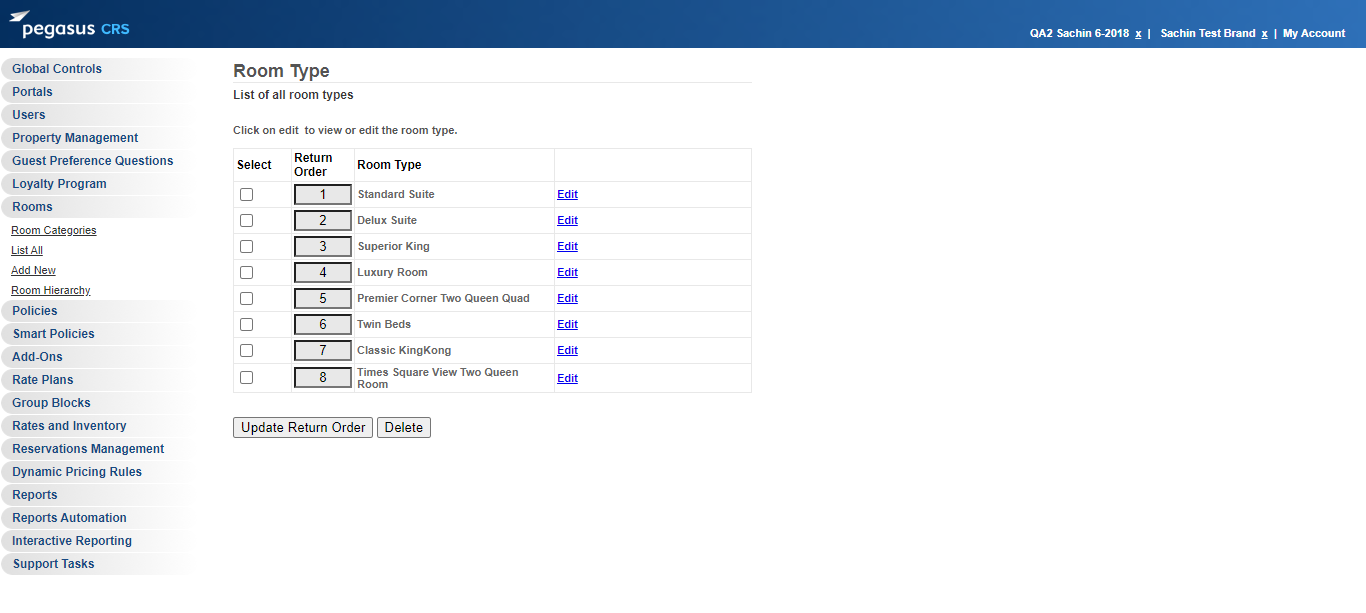 pegasus CRS
QA2 Sachin 6-2018 x | Sachin Test Brand x | My Account
Global Controls
Portals
Users
Property Management
Guest Preference Questions
Loyalty Program
Rooms
Room Categories
List All
Add New
Room Hierarchy
Policies
Smart Policies
Add-Ons
Rate Plans
Group Blocks
Rates and Inventory
Reservations Management
Dynamic Pricing Rules
Reports
Reports Automation
Interactive Reporting
Support Tasks
Room Type
List of all room types
Click on edit to view or edit the room type.
Select Return Order Room Type
1 Standard Suite Edit
2 Delux Suite Edit
3 Superior King Edit
4 Luxury Room Edit
5 Premier Corner Two Queen Quad Edit
6 Twin Beds Edit
7 Classic KingKong Edit
8 Times Square View Two Queen Room Edit
Update Return Order Delete